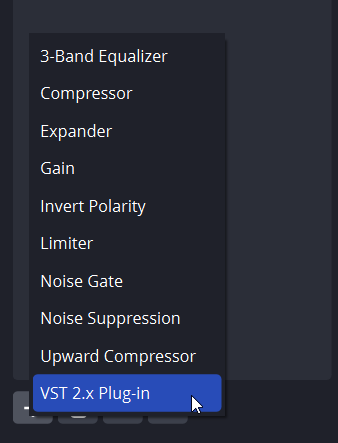 3-Band Equalizer
Compressor
Expander
Gain
Invert Polarity
Limiter
Noise Gate
Noise Suppression
Upward Compressor
VST 2.x Plug-in